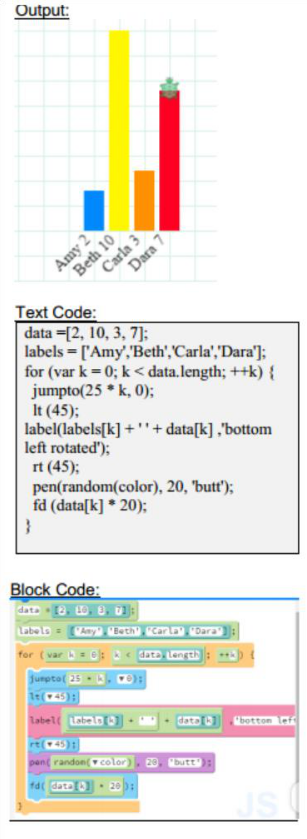 Output:
Amy 2
Beth 10
Carla 3
Dara 7
Text Code:
data =[2, 10, 3, 7];
labels = ['Amy','Beth','Carla','Dara'];
for (var k = 0; k < data.length; ++k) {
jumpto(25 * k, 0);
lt (45);
label(labels[k] + ' ' + data[k] ,'bottom
left rotated');
rt (45);
pen(random(color), 20, 'butt');
fd (data[k] * 20);
}
Block Code:
data = [2, 10, 3, 7];
labels = ['Amy','Beth','Carla','Dara'];
for ( var k = 0; k < data.length; ++k) {
jumpto( 25 * k , ▾ 0);
lt(▾ 45);
label( labels[k] + ' ' + data[k] ,'bottom left
rt(▾ 45);
pen( random(▾ color) , 20, 'butt');
fd( data[k] * 20 );
}
JS